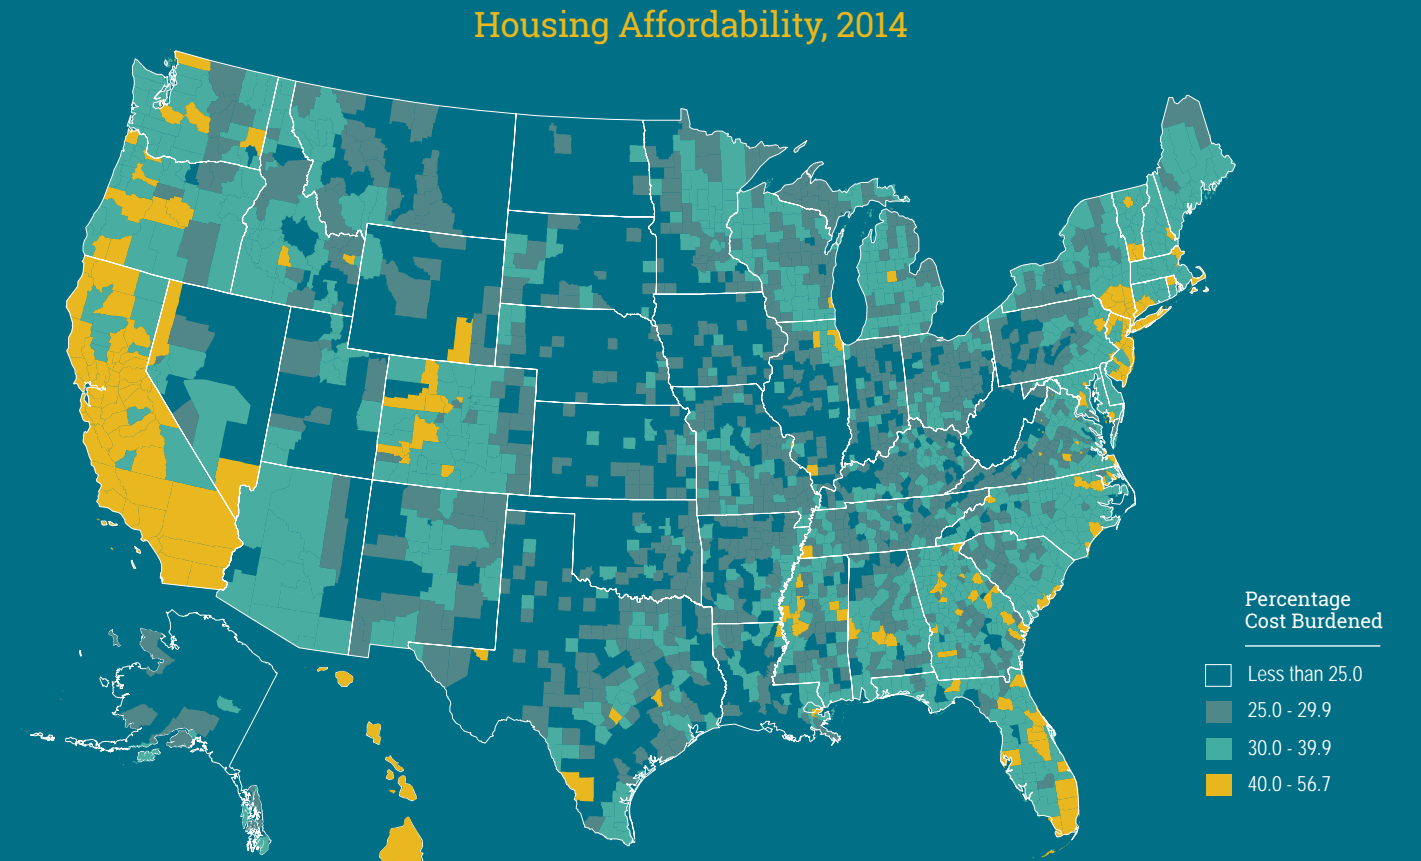 Housing Affordability, 2014
Percentage
Cost Burdened
Less than 25.0
25.0 - 29.9
30.0 - 39.9
40.0 - 56.7